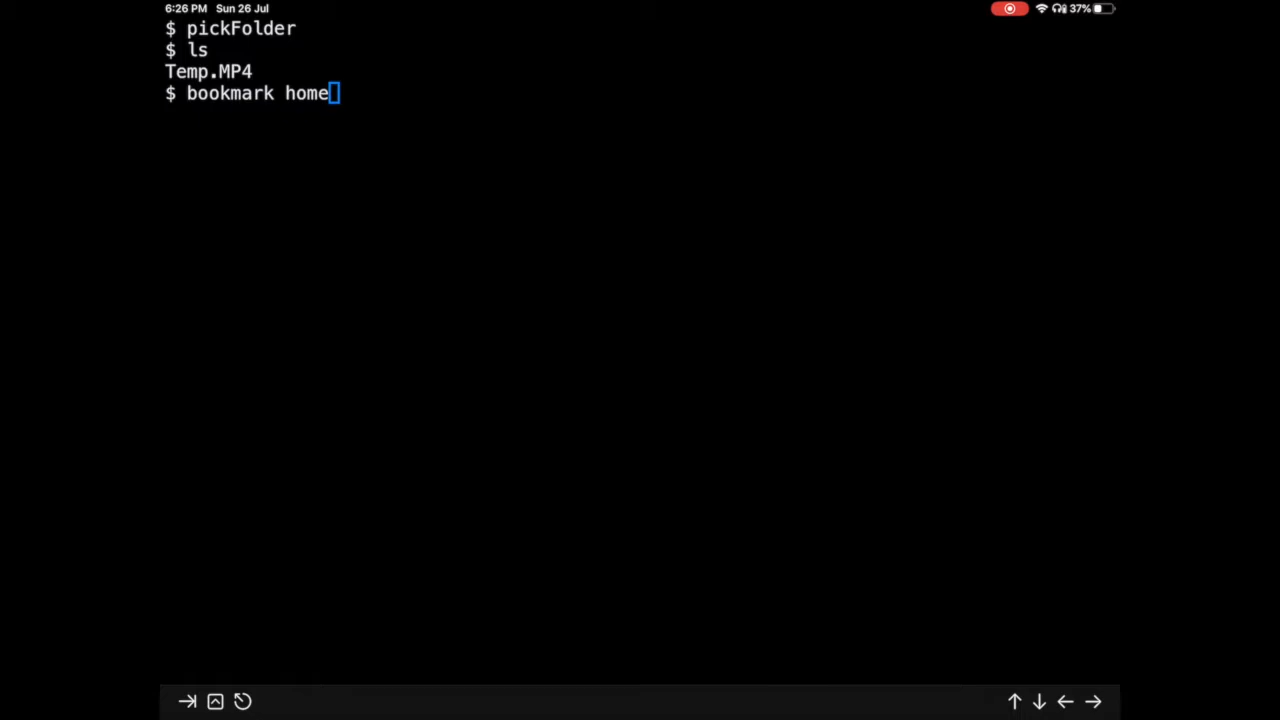 6:26 PM Sun 26 Jul 37%
$ pickFolder
$ ls
Temp.MP4
$ bookmark home